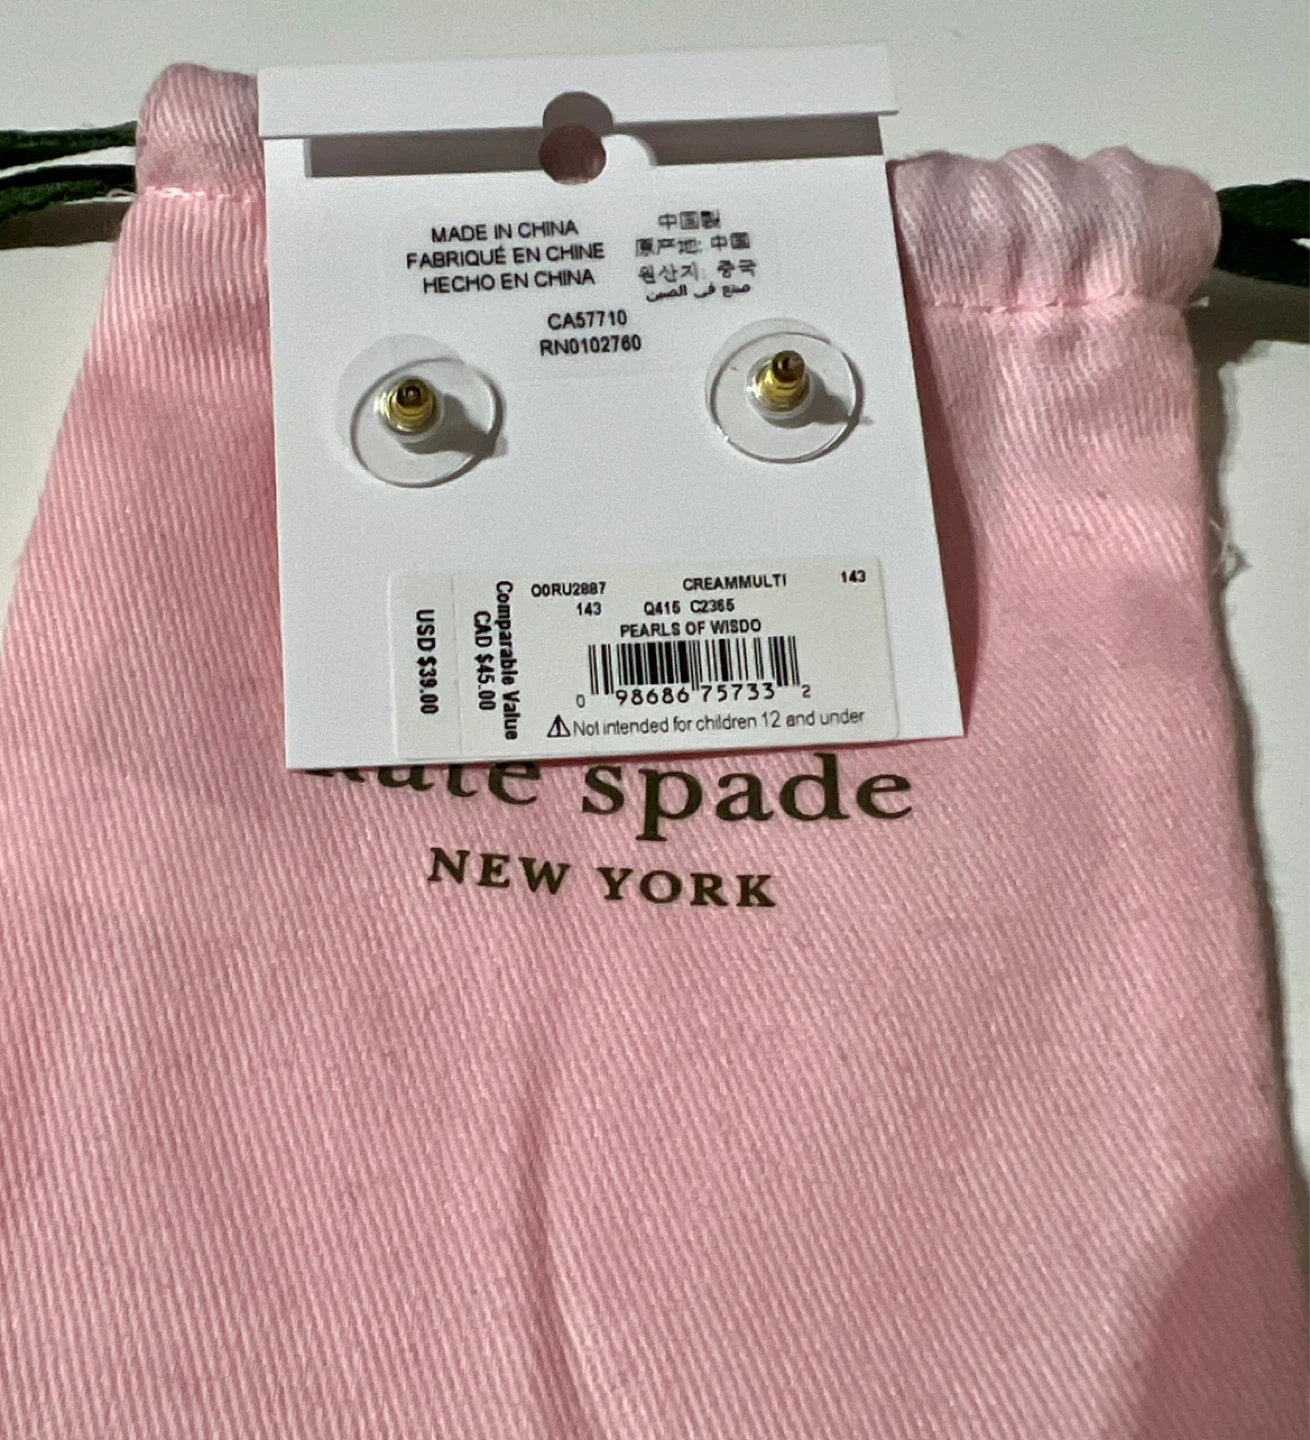 MADE IN CHINA
FABRIQUÉ EN CHINE
HECHO EN CHINA
中国製
原产地: 中国
원산지: 중국
صنع في الصين
CA57710
RN0102760
O0RU2887 CREAMMULTI 143
143 Q415 C2365
PEARLS OF WISDO
0 98686 75733 2
Not intended for children 12 and under
Comparable Value
CAD $45.00
USD $39.00
kate spade
NEW YORK